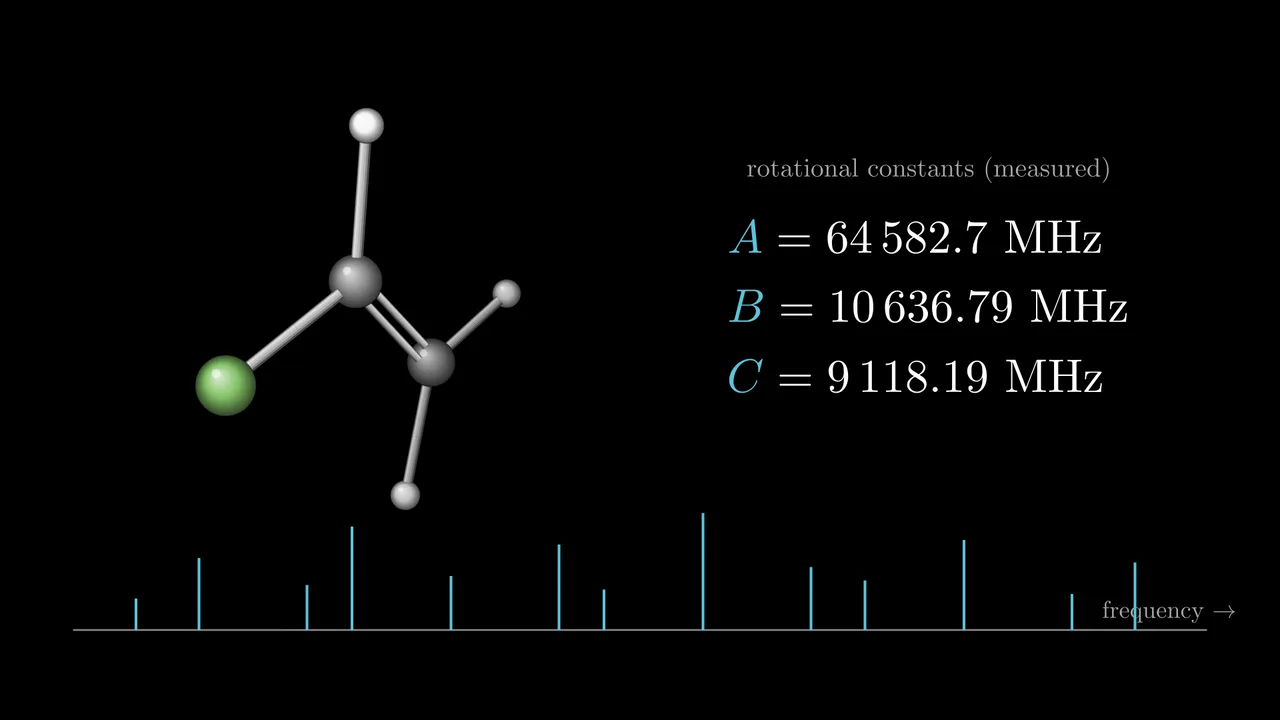 rotational constants (measured)
A = 64 582.7 MHz
B = 10 636.79 MHz
C = 9 118.19 MHz
frequency →